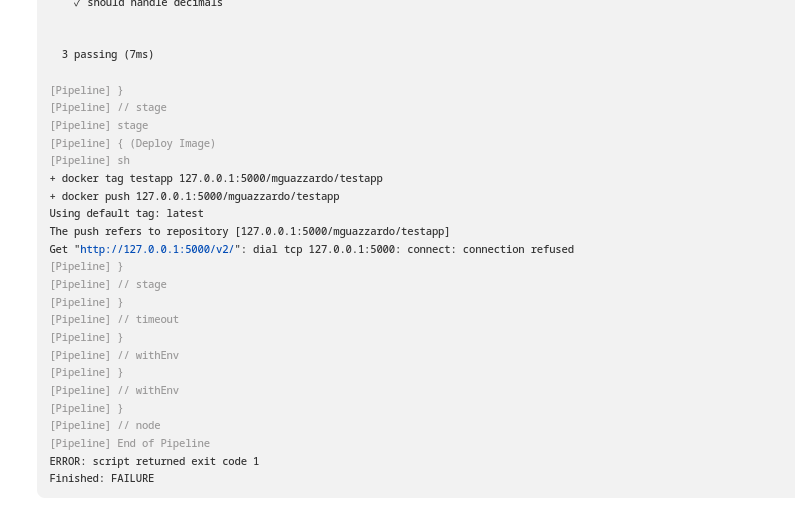 ✓ should handle decimals
3 passing (7ms)
[Pipeline] }
[Pipeline] // stage
[Pipeline] stage
[Pipeline] { (Deploy Image)
[Pipeline] sh
+ docker tag testapp 127.0.0.1:5000/mguazzardo/testapp
+ docker push 127.0.0.1:5000/mguazzardo/testapp
Using default tag: latest
The push refers to repository [127.0.0.1:5000/mguazzardo/testapp]
Get "http://127.0.0.1:5000/v2/": dial tcp 127.0.0.1:5000: connect: connection refused
[Pipeline] }
[Pipeline] // stage
[Pipeline] }
[Pipeline] // timeout
[Pipeline] }
[Pipeline] // withEnv
[Pipeline] }
[Pipeline] // withEnv
[Pipeline] }
[Pipeline] // node
[Pipeline] End of Pipeline
ERROR: script returned exit code 1
Finished: FAILURE